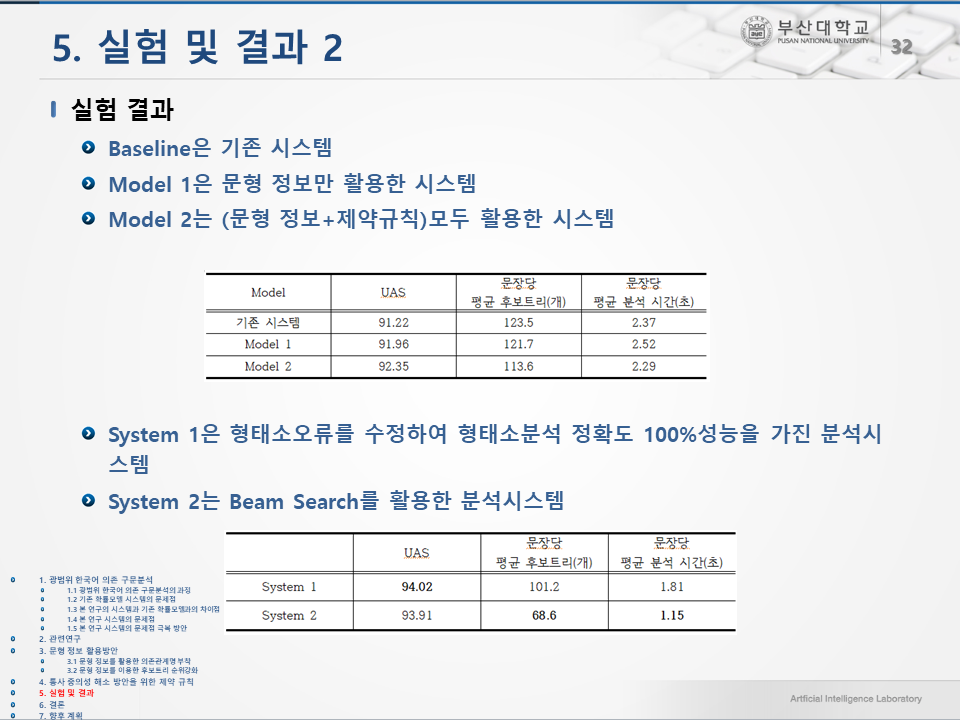 5. 실험 및 결과 2
부산대학교
PUSAN NATIONAL UNIVERSITY
32
실험 결과
Baseline은 기존 시스템
Model 1은 문형 정보만 활용한 시스템
Model 2는 (문형 정보+제약규칙)모두 활용한 시스템
Model UAS 문장당 평균 후보트리(개) 문장당 평균 분석 시간(초)
기존 시스템 91.22 123.5 2.37
Model 1 91.96 121.7 2.52
Model 2 92.35 113.6 2.29
System 1은 형태소오류를 수정하여 형태소분석 정확도 100%성능을 가진 분석시
스템
System 2는 Beam Search를 활용한 분석시스템
UAS 문장당 평균 후보트리(개) 문장당 평균 분석 시간(초)
System 1 94.02 101.2 1.81
System 2 93.91 68.6 1.15
1. 광범위 한국어 의존 구문분석
1.1 광범위 한국어 의존 구문분석의 과정
1.2 기존 확률모델 시스템의 문제점
1.3 본 연구의 시스템과 기존 확률모델과의 차이점
1.4 본 연구 시스템의 문제점
1.5 본 연구 시스템의 문제점 극복 방안
2. 관련연구
3. 문형 정보 활용방안
3.1 문형 정보를 활용한 의존관계명 부착
3.2 문형 정보를 이용한 후보트리 순위강화
4. 통사 중의성 해소 방안을 위한 제약 규칙
5. 실험 및 결과
6. 결론
7. 향후 계획
Artficial Intelligence Laboratory